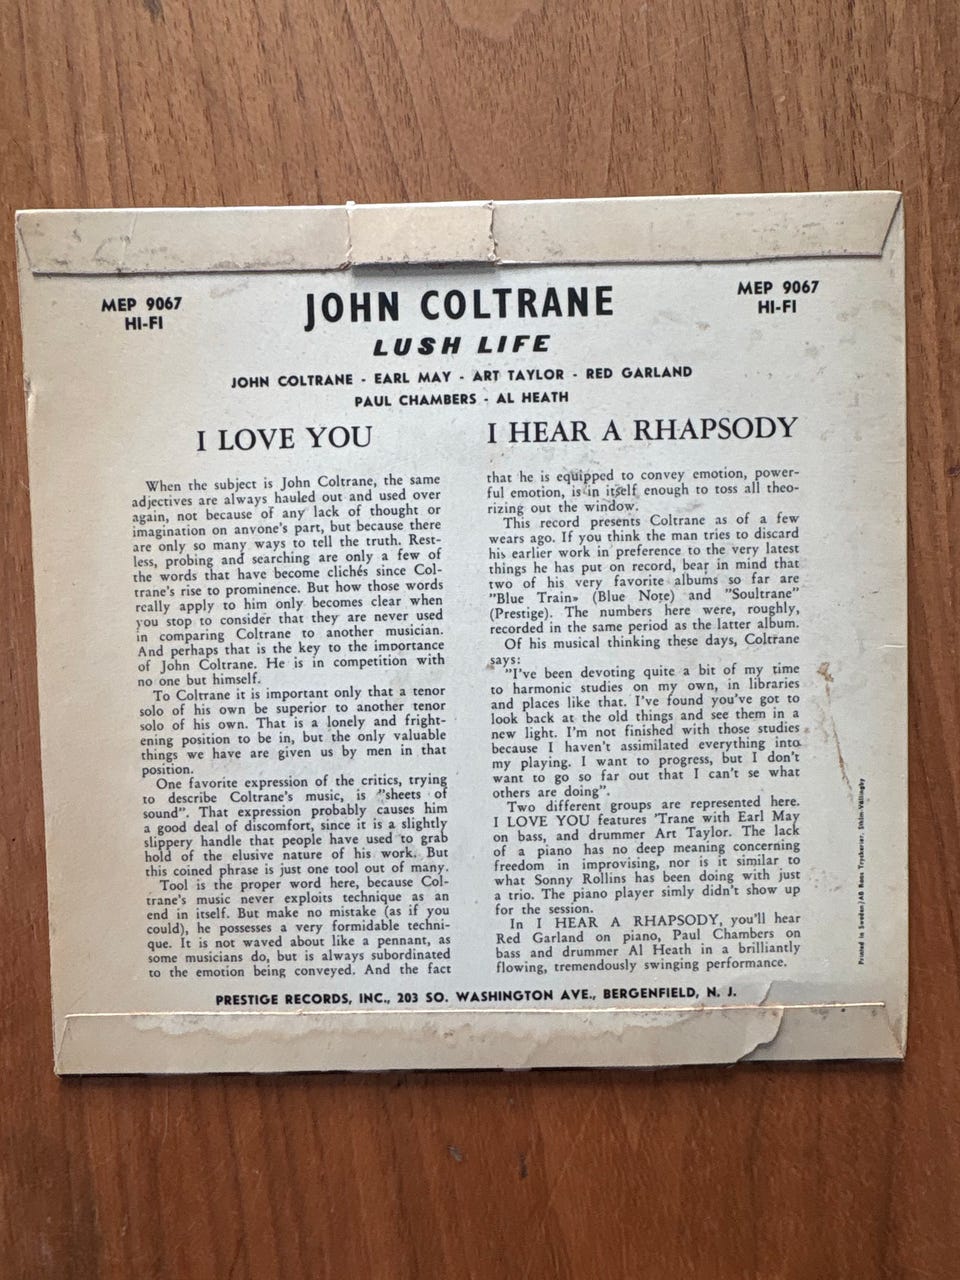 MEP 9067
HI-FI
JOHN COLTRANE
LUSH LIFE
MEP 9067
HI-FI
JOHN COLTRANE - EARL MAY - ART TAYLOR - RED GARLAND
PAUL CHAMBERS - AL HEATH
I LOVE YOU
When the subject is John Coltrane, the same
adjectives are always hauled out and used over
again, not because of any lack of thought or
imagination on anvone's part, but because there
are only so many ways to tell the truth. Rest-
less, probing and searching are only a few of
the words that have become clichés since Col-
trane's rise to prominence. But how those words
really apply to him only becomes clear when
you stop to consider that they are never used
in comparing Coltrane to another musician.
And perhaps that is the key to the importance
of John Coltrane. He is in competition with
no one but himself.
To Coltrane it is important only that a tenor
solo of his own be superior to another tenor
solo of his own. That is a lonely and fright-
ening position to be in, but the only valuable
things we have are given us by men in that
position.
One favorite expression of the critics, trying
to describe Coltrane's music, is "sheets of
sound". That expression probably causes him
a good deal of discomfort, since it is a slightly
slippery handle that people have used to grab
hold of the elusive nature of his work. But
this coined phrase is just one tool out of many.
Tool is the proper word here, because Col-
trane's music never exploits technique as an
end in itself. But make no mistake (as if you
could), he possesses a very formidable techni-
que. It is not waved about like a pennant, as
some musicians do, but is always subordinated
to the emotion being conveyed. And the fact
I HEAR A RHAPSODY
that he is equipped to convey emotion, power-
ful emotion, is in itself enough to toss all theo-
rizing out the window.
This record presents Coltrane as of a few
wears ago. If you think the man tries to discard
his earlier work in preference to the very latest
things he has put on record, bear in mind that
two of his very favorite albums so far are
"Blue Train» (Blue Note) and "Soultrane"
(Prestige). The numbers here were, roughly,
recorded in the same period as the latter album.
Of his musical thinking these days, Coltrane
says:
"I've been devoting quite a bit of my time
to harmonic studies on my own, in libraries
and places like that. I've found you've got to
look back at the old things and see them in a
new light. I'm not finished with those studies
because I haven't assimilated everything into
my playing. I want to progress, but I don't
want to go so far out that I can't se what
others are doing".
Two different groups are represented here.
I LOVE YOU features 'Trane with Earl May
on bass, and drummer Art Taylor. The lack
of a piano has no deep meaning concerning
freedom in improvising, nor is it similar to
what Sonny Rollins has been doing with just
a trio. The piano player simly didn't show up
for the session.
In I HEAR A RHAPSODY, you'll hear
Red Garland on piano, Paul Chambers on
bass and drummer Al Heath in a brilliantly
flowing, tremendously swinging performance.
Printed in Sweden/AB Rons Tryckerier, Sthlm-Vällingby
PRESTIGE RECORDS, INC., 203 SO. WASHINGTON AVE., BERGENFIELD, N. J.